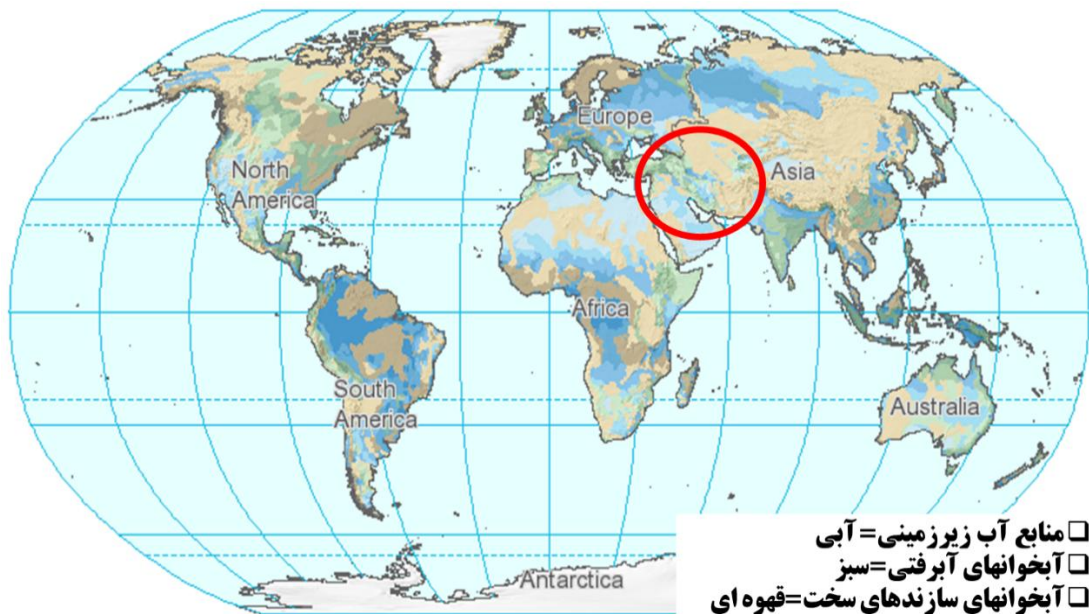 Europe
North
America
Asia
Africa
South
America
Australia
Antarctica
منابع آب زیرزمینی=آبی
آبخوانهای آبرفتی=سبز
آبخوانهای سازندهای سخت=قهوه ای